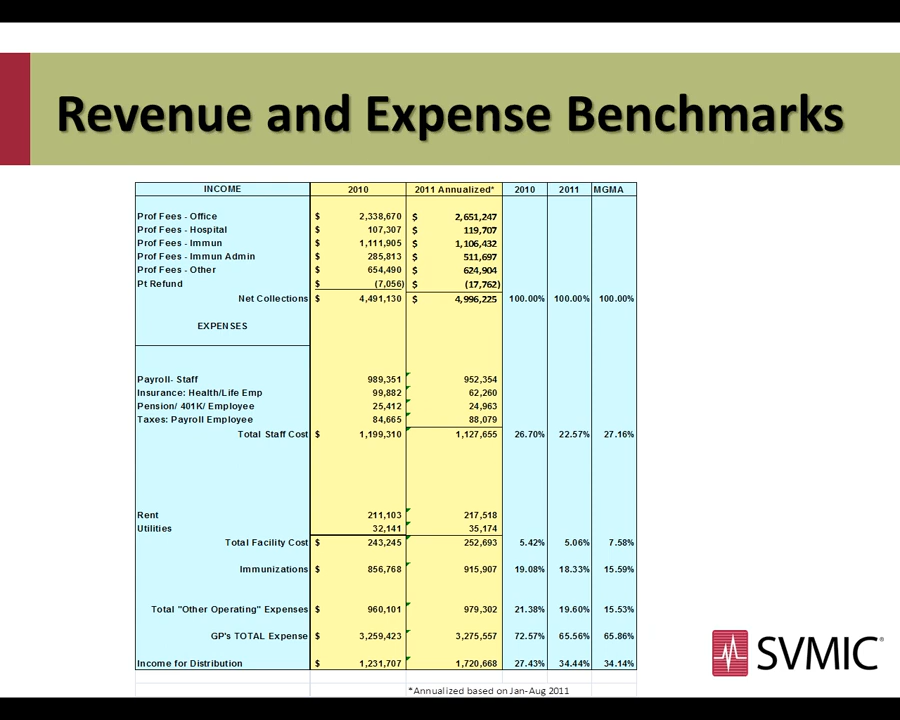 Revenue and Expense Benchmarks
INCOME 2010 2011 Annualized* 2010 2011 MGMA
Prof Fees - Office $ 2,338,670 $ 2,651,247
Prof Fees - Hospital $ 107,307 $ 119,707
Prof Fees - Immun $ 1,111,905 $ 1,106,432
Prof Fees - Immun Admin $ 285,813 $ 511,697
Prof Fees - Other $ 654,490 $ 624,904
Pt Refund $ (7,056) $ (17,762)
Net Collections $ 4,491,130 $ 4,996,225 100.00% 100.00% 100.00%
EXPENSES
Payroll- Staff 989,351 952,354
Insurance: Health/Life Emp 99,882 62,260
Pension/ 401K/ Employee 25,412 24,963
Taxes: Payroll Employee 84,665 88,079
Total Staff Cost $ 1,199,310 1,127,655 26.70% 22.57% 27.16%
Rent 211,103 217,518
Utilities 32,141 35,174
Total Facility Cost $ 243,245 252,693 5.42% 5.06% 7.58%
Immunizations $ 856,768 915,907 19.08% 18.33% 15.59%
Total "Other Operating" Expenses $ 960,101 979,302 21.38% 19.60% 15.53%
GP's TOTAL Expense $ 3,259,423 3,275,557 72.57% 65.56% 65.86%
Income for Distribution $ 1,231,707 1,720,668 27.43% 34.44% 34.14%
*Annualized based on Jan-Aug 2011
SVMIC®